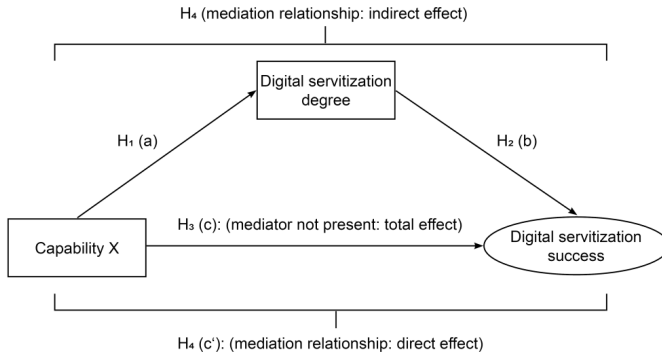 H₄ (mediation relationship: indirect effect)
Digital servitization
degree
H₁ (a)
H₂ (b)
H₃ (c): (mediator not present: total effect)
Capability X
Digital servitization
success
H₄ (c‘): (mediation relationship: direct effect)